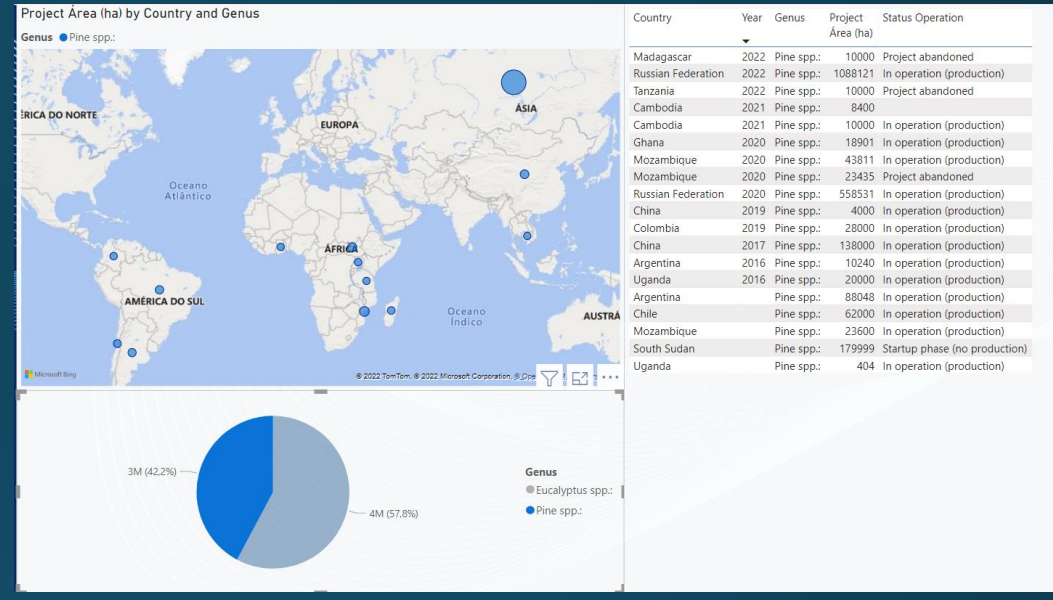 Project Área (ha) by Country and Genus
Genus Pine spp.:
ÉRICA DO NORTE
EUROPA
ÁSIA
Oceano
Atlântico
ÁFRICA
AMÉRICA DO SUL
Oceano
Índico
AUSTRÁ
Microsoft Bing
© 2022 TomTom, © 2022 Microsoft Corporation, © Ope
Country Year Genus Project Área (ha) Status Operation
Madagascar 2022 Pine spp.: 10000 Project abandoned
Russian Federation 2022 Pine spp.: 1088121 In operation (production)
Tanzania 2022 Pine spp.: 10000 Project abandoned
Cambodia 2021 Pine spp.: 8400
Cambodia 2021 Pine spp.: 10000 In operation (production)
Ghana 2020 Pine spp.: 18901 In operation (production)
Mozambique 2020 Pine spp.: 43811 In operation (production)
Mozambique 2020 Pine spp.: 23435 Project abandoned
Russian Federation 2020 Pine spp.: 558531 In operation (production)
China 2019 Pine spp.: 4000 In operation (production)
Colombia 2019 Pine spp.: 28000 In operation (production)
China 2017 Pine spp.: 138000 In operation (production)
Argentina 2016 Pine spp.: 10240 In operation (production)
Uganda 2016 Pine spp.: 20000 In operation (production)
Argentina Pine spp.: 88048 In operation (production)
Chile Pine spp.: 62000 In operation (production)
Mozambique Pine spp.: 23600 In operation (production)
South Sudan Pine spp.: 179999 Startup phase (no production)
Uganda Pine spp.: 404 In operation (production)
3M (42,2%)
4M (57,8%)
Genus
Eucalyptus spp.:
Pine spp.: